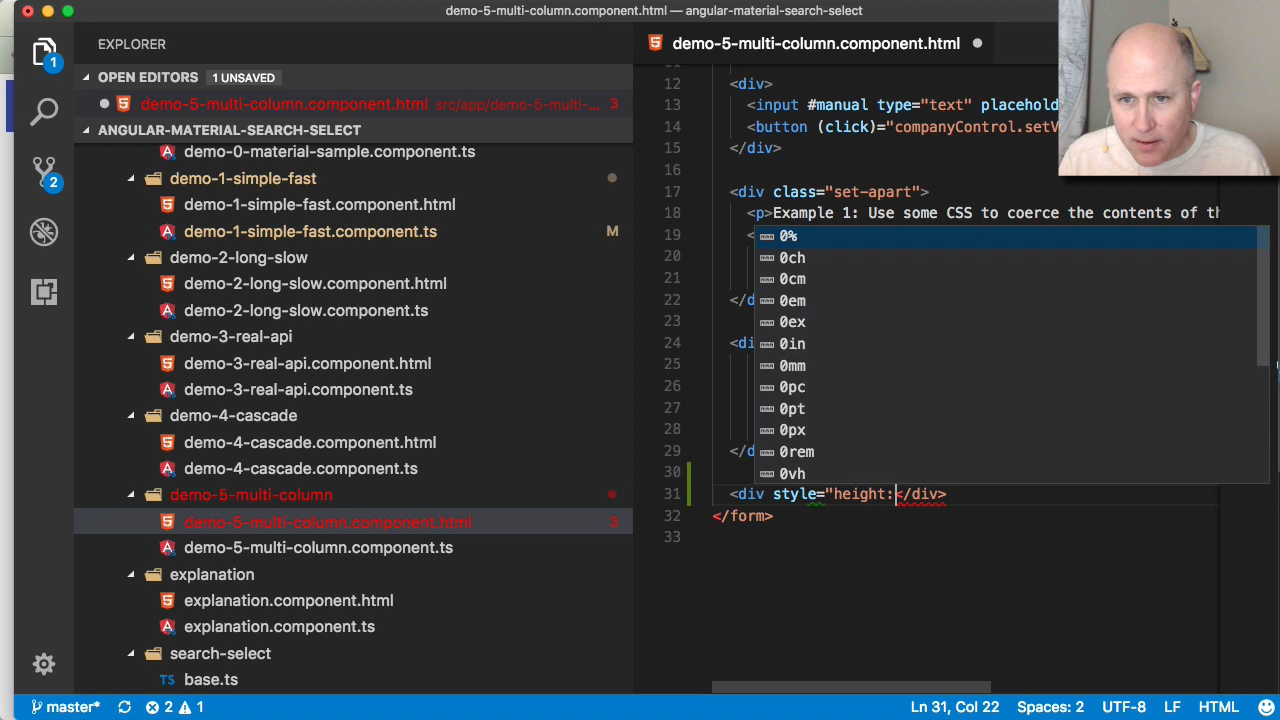 demo-5-multi-column.component.html — angular-material-search-select
EXPLORER
OPEN EDITORS 1 UNSAVED
demo-5-multi-column.component.html src/app/demo-5-multi-... 3
ANGULAR-MATERIAL-SEARCH-SELECT
demo-0-material-sample.component.ts
demo-1-simple-fast
demo-1-simple-fast.component.html
demo-1-simple-fast.component.ts M
demo-2-long-slow
demo-2-long-slow.component.html
demo-2-long-slow.component.ts
demo-3-real-api
demo-3-real-api.component.html
demo-3-real-api.component.ts
demo-4-cascade
demo-4-cascade.component.html
demo-4-cascade.component.ts
demo-5-multi-column
demo-5-multi-column.component.html 3
demo-5-multi-column.component.ts
explanation
explanation.component.html
explanation.component.ts
search-select
TS base.ts
1
2
demo-5-multi-column.component.html
11
12 <div>
13 <input #manual type="text" placehold
14 <button (click)="companyControl.setV
15 </div>
16
17 <div class="set-apart">
18 <p>Example 1: Use some CSS to coerce the contents of th
19 <
20
21
22 </d
23
24 <di
25
26
27
28
29 </d
30
31 <div style="height:</div>
32 </form>
33
0%
0ch
0cm
0em
0ex
0in
0mm
0pc
0pt
0px
0rem
0vh
master* 2 1 Ln 31, Col 22 Spaces: 2 UTF-8 LF HTML